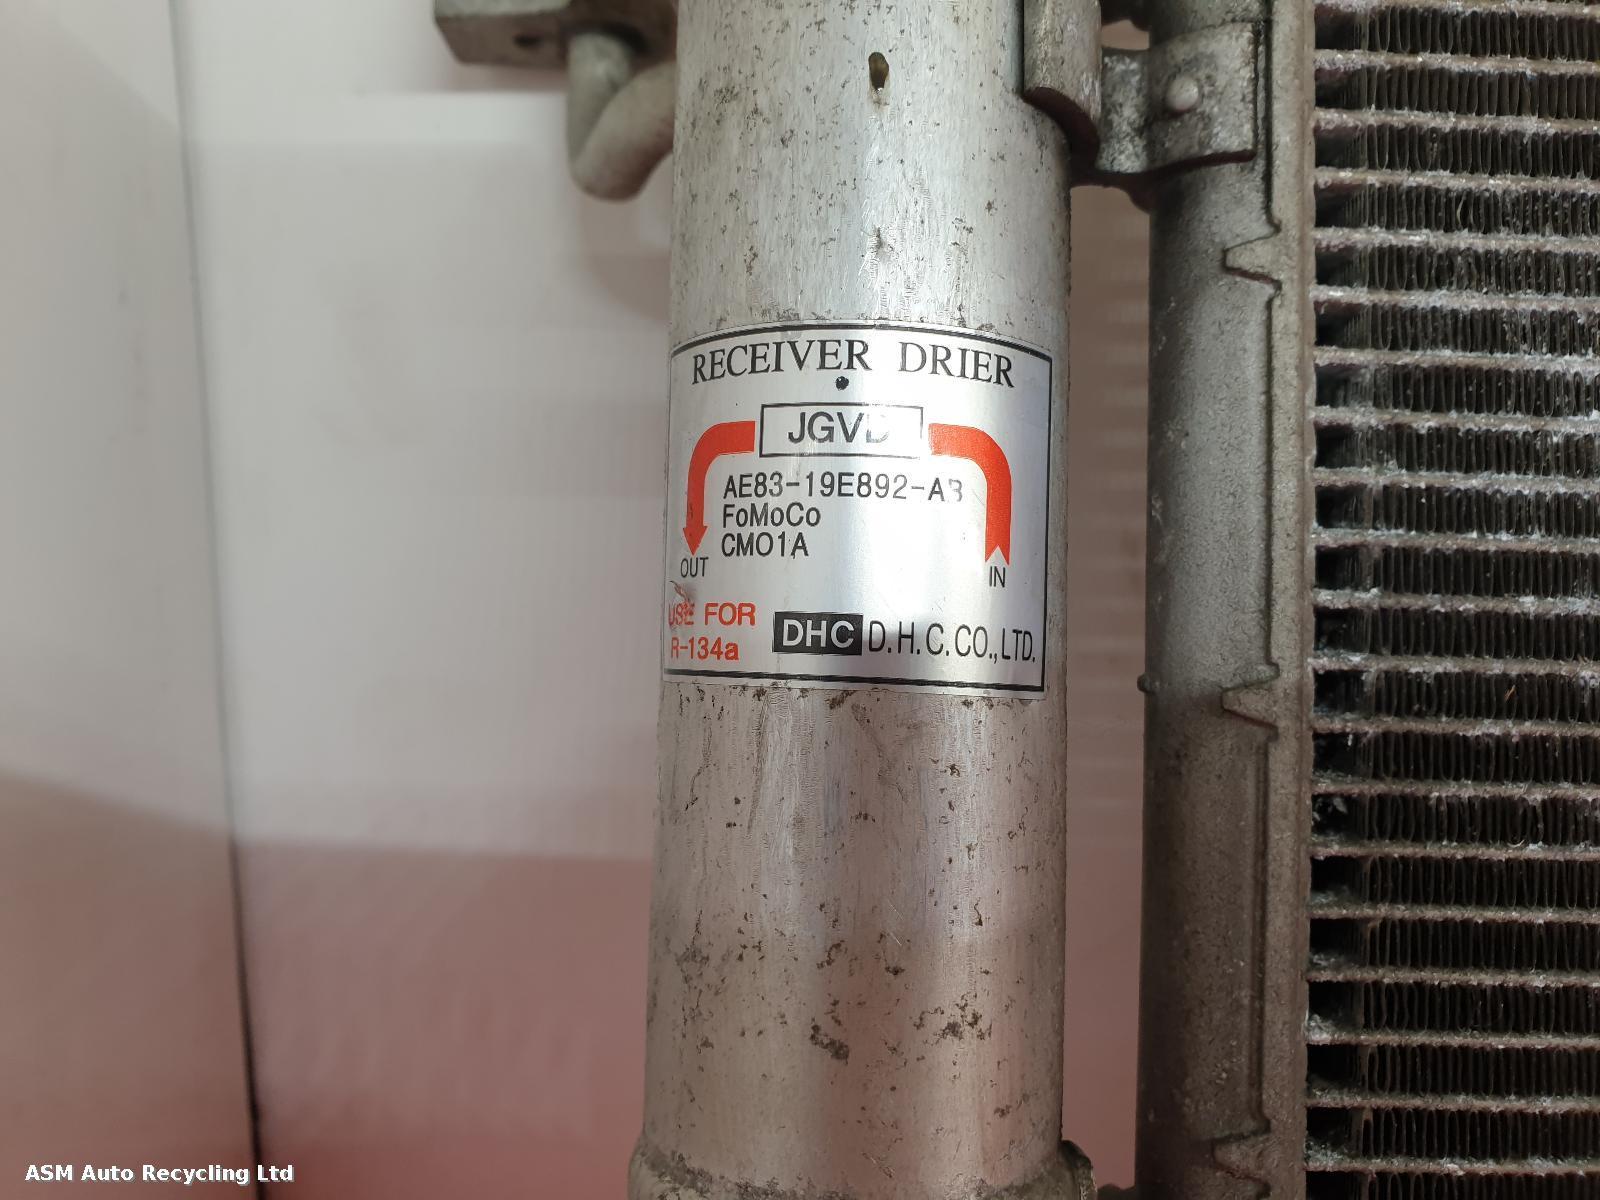 RECEIVER DRIER
JGVD
AE83-19E892-AB
FoMoCo
CM01A
OUT
IN
USE FOR
R-134a
DHC D.H.C. CO., LTD.
ASM Auto Recycling Ltd